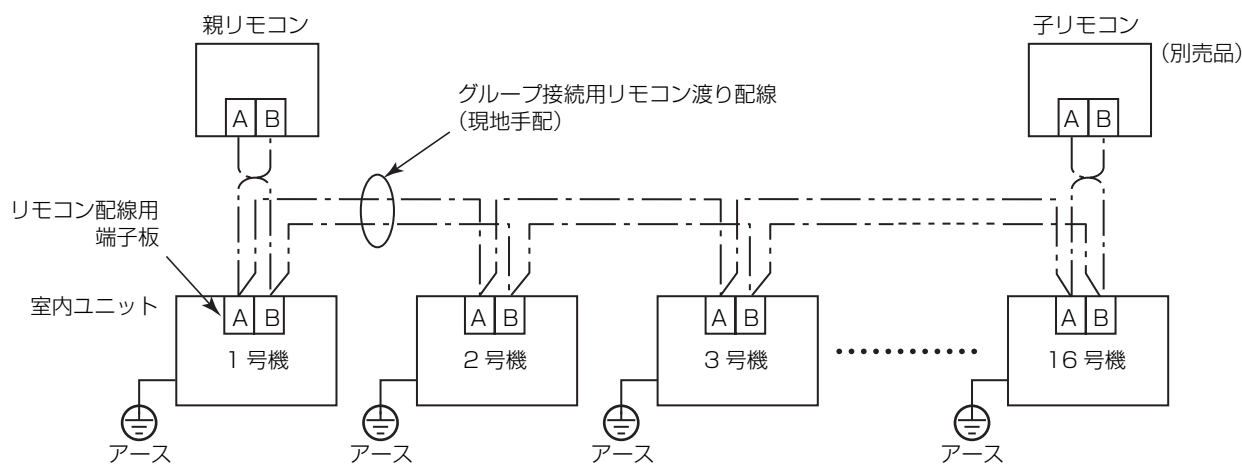 親リモコン
子リモコン
(別売品)
A B
A B
グループ接続用リモコン渡り配線
(現地手配)
リモコン配線用
端子板
室内ユニット
A B
A B
A B
A B
1 号機
2 号機
3 号機
16 号機
アース
アース
アース
アース